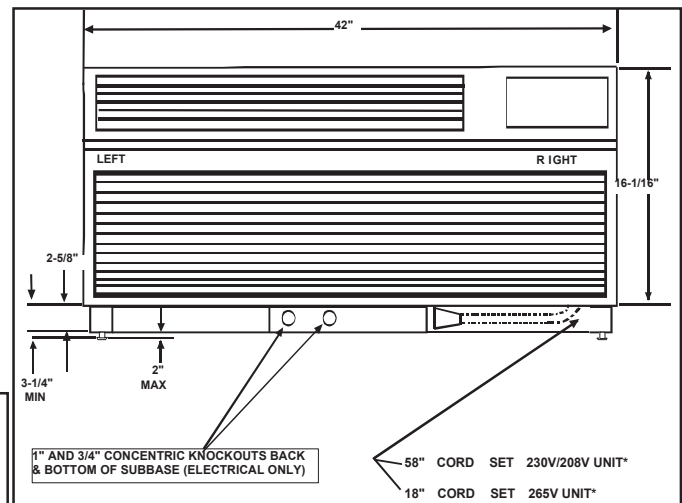 42"
LEFT
R IGHT
16-1/16"
2-5/8"
3-1/4"
MIN
2"
MAX
1" AND 3/4" CONCENTRIC KNOCKOUTS BACK
& BOTTOM OF SUBBASE (ELECTRICAL ONLY)
58" CORD SET 230V/208V UNIT*
18" CORD SET 265V UNIT*